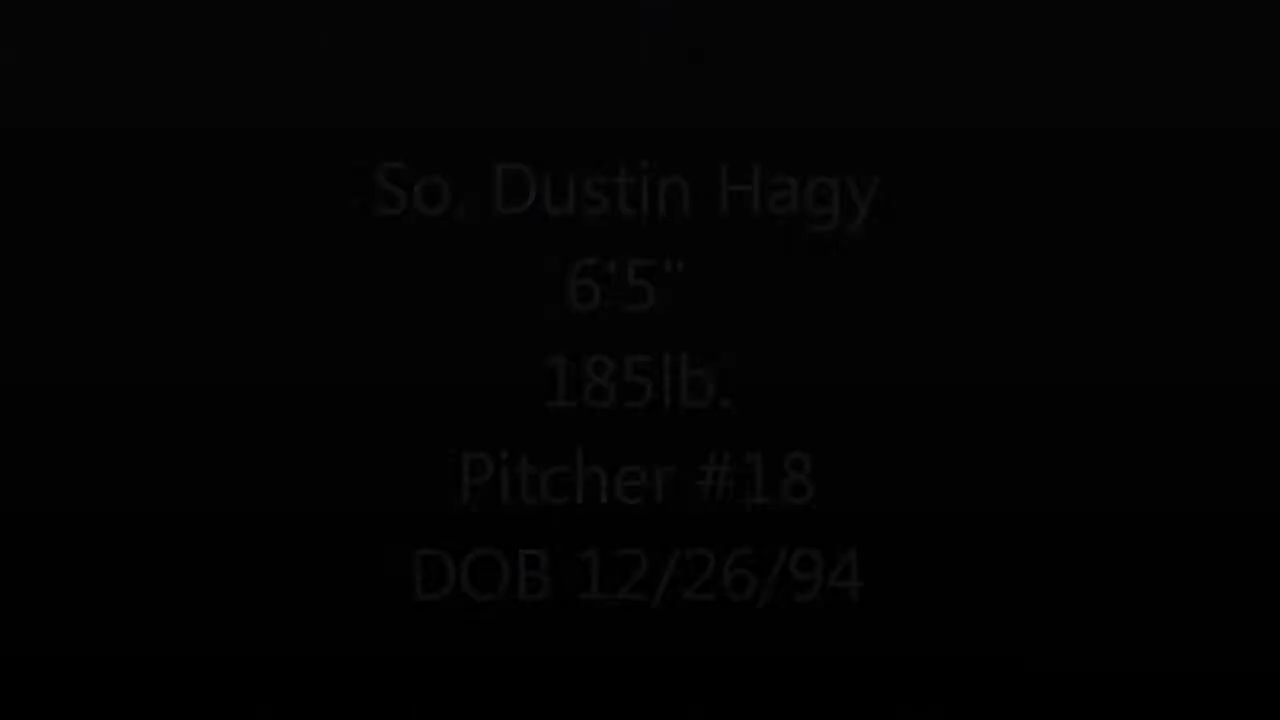 So. Dustin Hagy
6'5"
185lb.
Pitcher #18
DOB 12/26/94